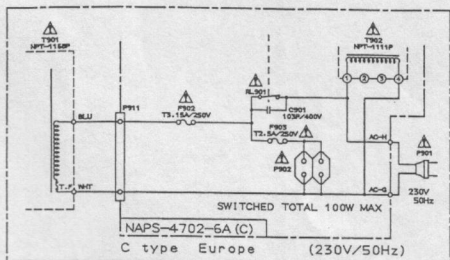 T901
NPT-1158P
T902
NPT-1111P
1 2 3 4
RL901
C901
103P/400V
BLU
P911
F902
T3.15A/250V
F903
T2.5A/250V
P902
AC-H
P901
230V
50Hz
T.F
WHT
AC-G
SWITCHED TOTAL 100W MAX
NAPS-4702-6A (C)
C type Europe (230V/50Hz)